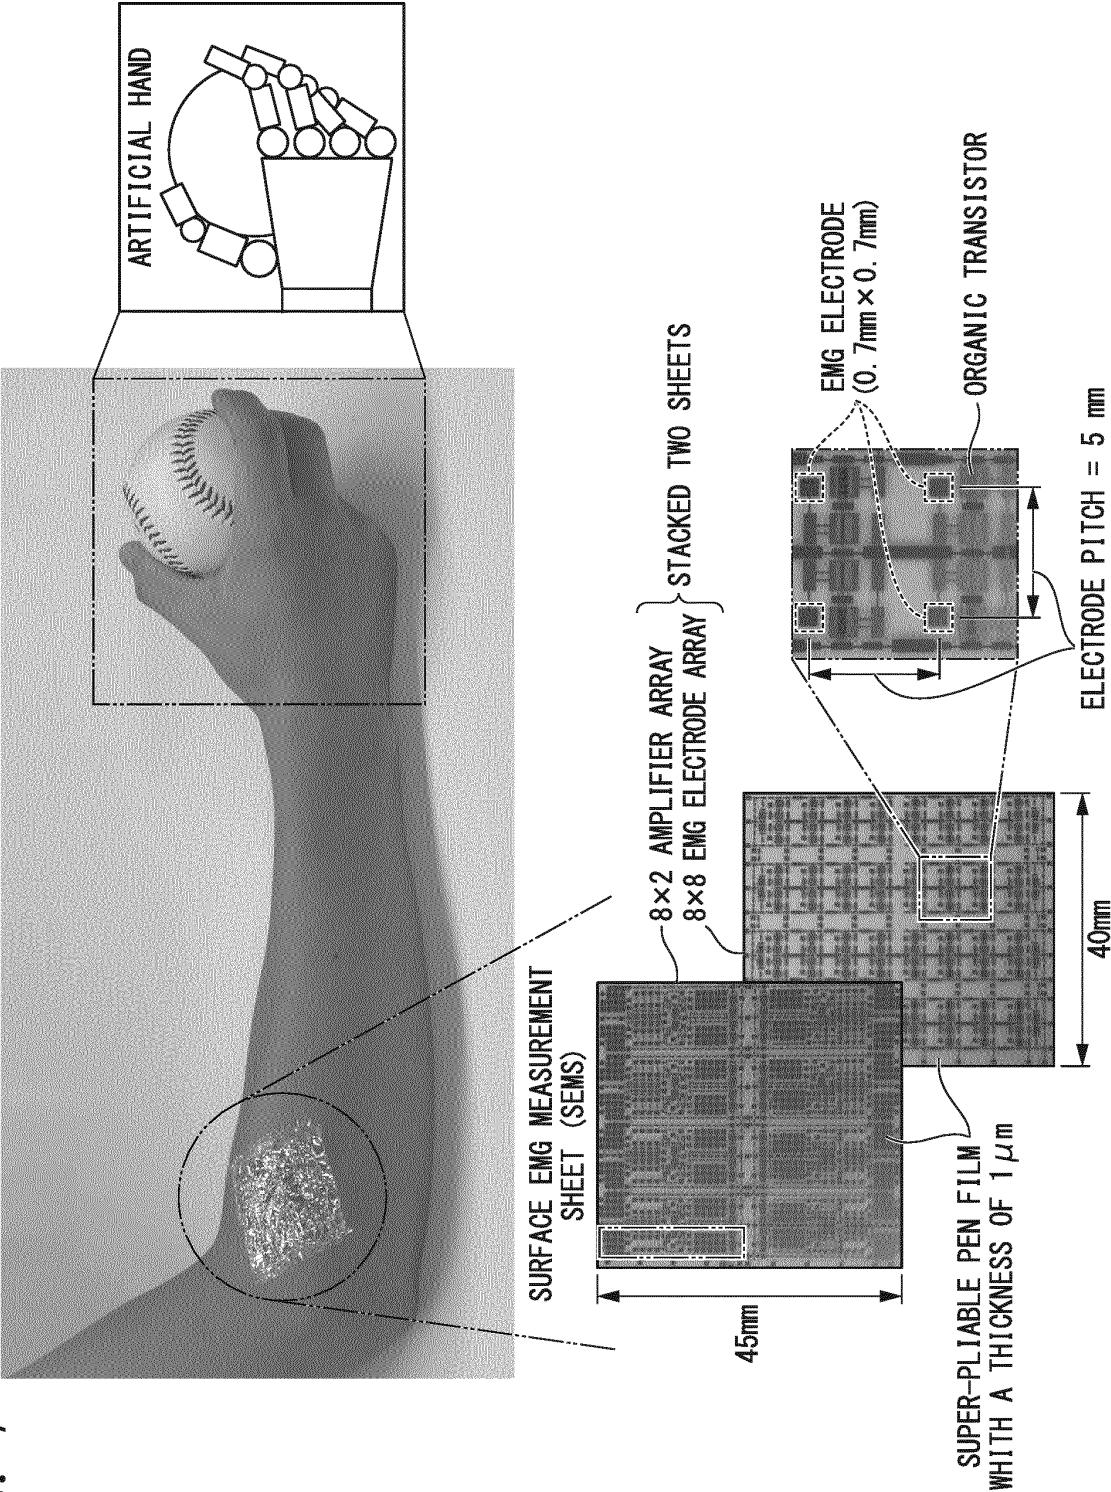 ARTIFICIAL HAND
SURFACE EMG MEASUREMENT
SHEET (SEMS)
8×2 AMPLIFIER ARRAY
8×8 EMG ELECTRODE ARRAY
STACKED TWO SHEETS
EMG ELECTRODE
(0.7mm×0.7mm)
ORGANIC TRANSISTOR
ELECTRODE PITCH = 5 mm
45mm
40mm
SUPER-PLIABLE PEN FILM
WHITH A THICKNESS OF 1μm